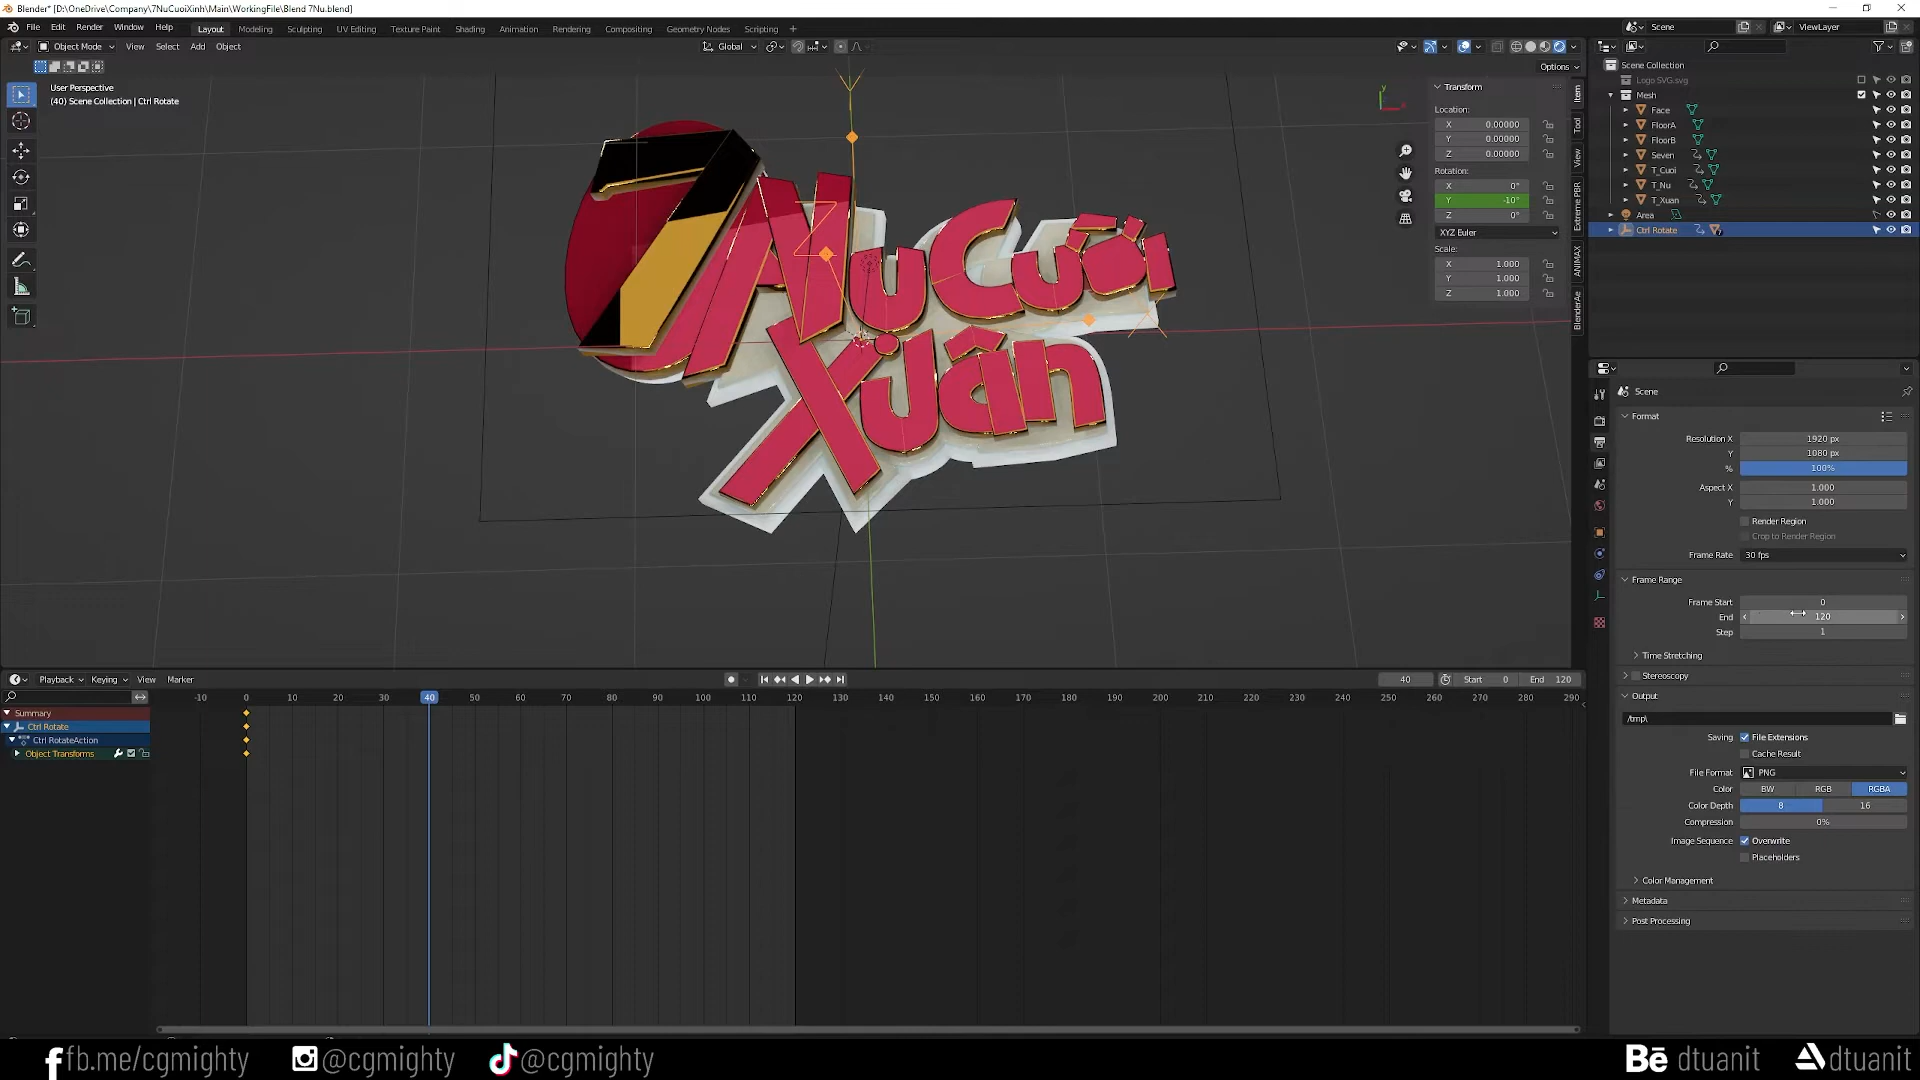 Blender* [D:\OneDrive\Company\7NuCuoiXinh\Main\WorkingFile\Blend 7Nu.blend]
File Edit Render Window Help Layout Modeling Sculpting UV Editing Texture Paint Shading Animation Rendering Compositing Geometry Nodes Scripting + Scene ViewLayer
Object Mode View Select Add Object Global
Options
User Perspective
(40) Scene Collection | Ctrl Rotate
7 Nụ Cười
Xuân
Transform
Location:
X 0.00000
Y 0.00000
Z 0.00000
Rotation:
X 0°
Y -10°
Z 0°
XYZ Euler
Scale:
X 1.000
Y 1.000
Z 1.000
Item
Tool
View
Extreme PBR
ANIMAX
BlenderAe
Scene Collection
Logo SVG.svg
Mesh
Face
FloorA
FloorB
Seven
T_Cuoi
T_Nu
T_Xuan
Area
Ctrl Rotate
Scene
Format
Resolution X 1920 px
Y 1080 px
% 100%
Aspect X 1.000
Y 1.000
Render Region
Crop to Render Region
Frame Rate 30 fps
Frame Range
Frame Start 0
End 120
Step 1
Time Stretching
Stereoscopy
Output
/tmp\
Saving File Extensions
Cache Result
File Format PNG
Color BW RGB RGBA
Color Depth 8 16
Compression 0%
Image Sequence Overwrite
Placeholders
Color Management
Metadata
Post Processing
Playback Keying View Marker 40 Start 0 End 120
-10 0 10 20 30 40 50 60 70 80 90 100 110 120 130 140 150 160 170 180 190 200 210 220 230 240 250 260 270 280 290
Summary
Ctrl Rotate
Ctrl RotateAction
Object Transforms
fb.me/cgmighty @cgmighty @cgmighty Bē dtuanit dtuanit